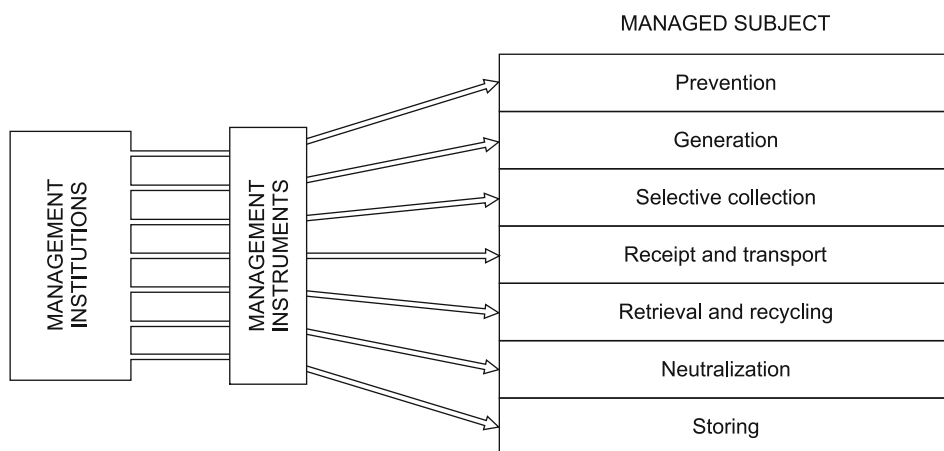 MANAGED SUBJECT
MANAGEMENT
INSTITUTIONS
MANAGEMENT
INSTRUMENTS
Prevention
Generation
Selective collection
Receipt and transport
Retrieval and recycling
Neutralization
Storing